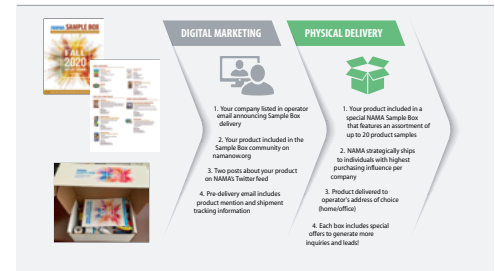 SAMPLE BOX
FALL
2020
DIGITAL MARKETING
1. Your company listed in operator
email announcing Sample Box
delivery
2. Your product included in the
Sample Box community on
namanow.org
3. Two posts about your product
on NAMA's Twitter feed
4. Pre-delivery email includes
product mention and shipment
tracking information
PHYSICAL DELIVERY
1. Your product included in a
special NAMA Sample Box
that features an assortment of
up to 20 product samples
2. NAMA strategically ships
to individuals with highest
purchasing influence per
company
3. Product delivered to
operator's address of choice
(home/office)
4. Each box includes special
offers to generate more
inquiries and leads!